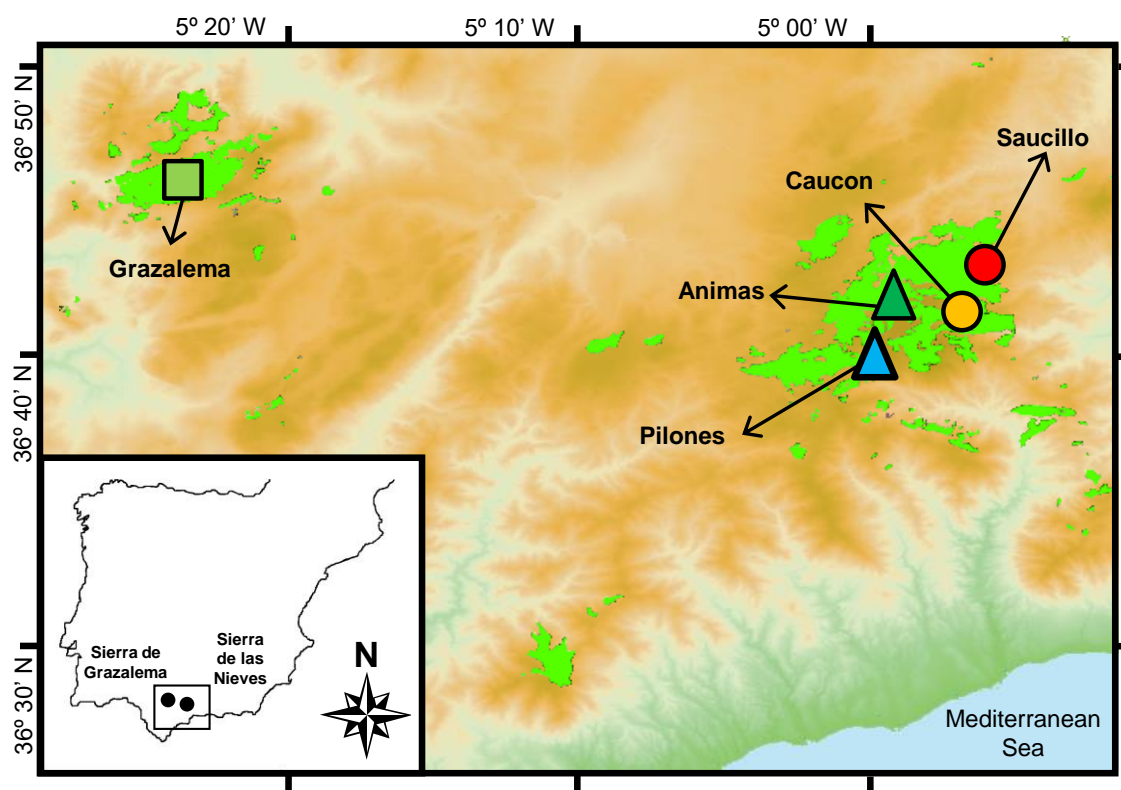 5º 20’ W
5º 10’ W
5º 00’ W
36º 50’ N
36º 40’ N
36º 30’ N
Saucillo
Caucon
Grazalema
Animas
Pilones
Sierra de
Grazalema
Sierra
de las
Nieves
N
Mediterranean
Sea